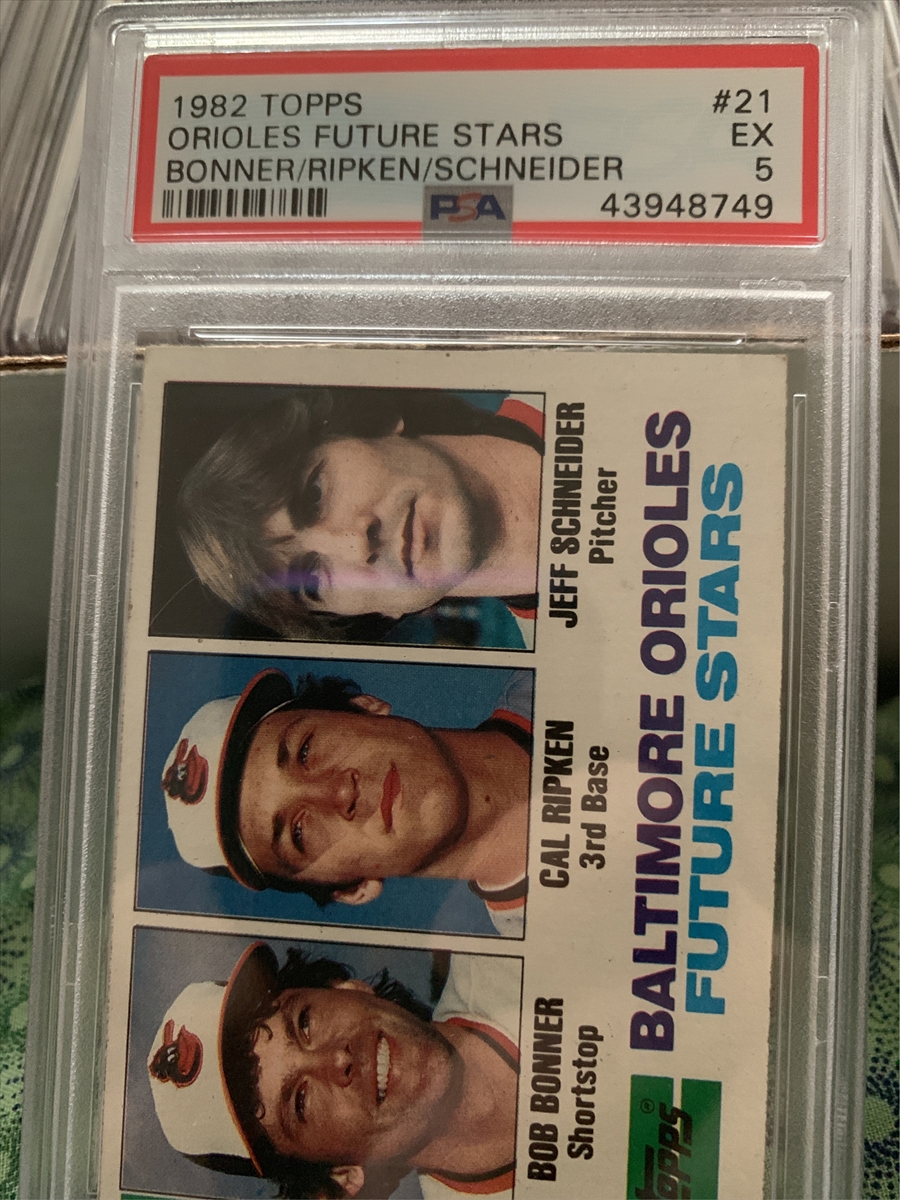 1982 TOPPS #21
ORIOLES FUTURE STARS EX
BONNER/RIPKEN/SCHNEIDER 5
PSA 43948749
JEFF SCHNEIDER
Pitcher
CAL RIPKEN
3rd Base
BOB BONNER
Shortstop
BALTIMORE ORIOLES
FUTURE STARS
topps®